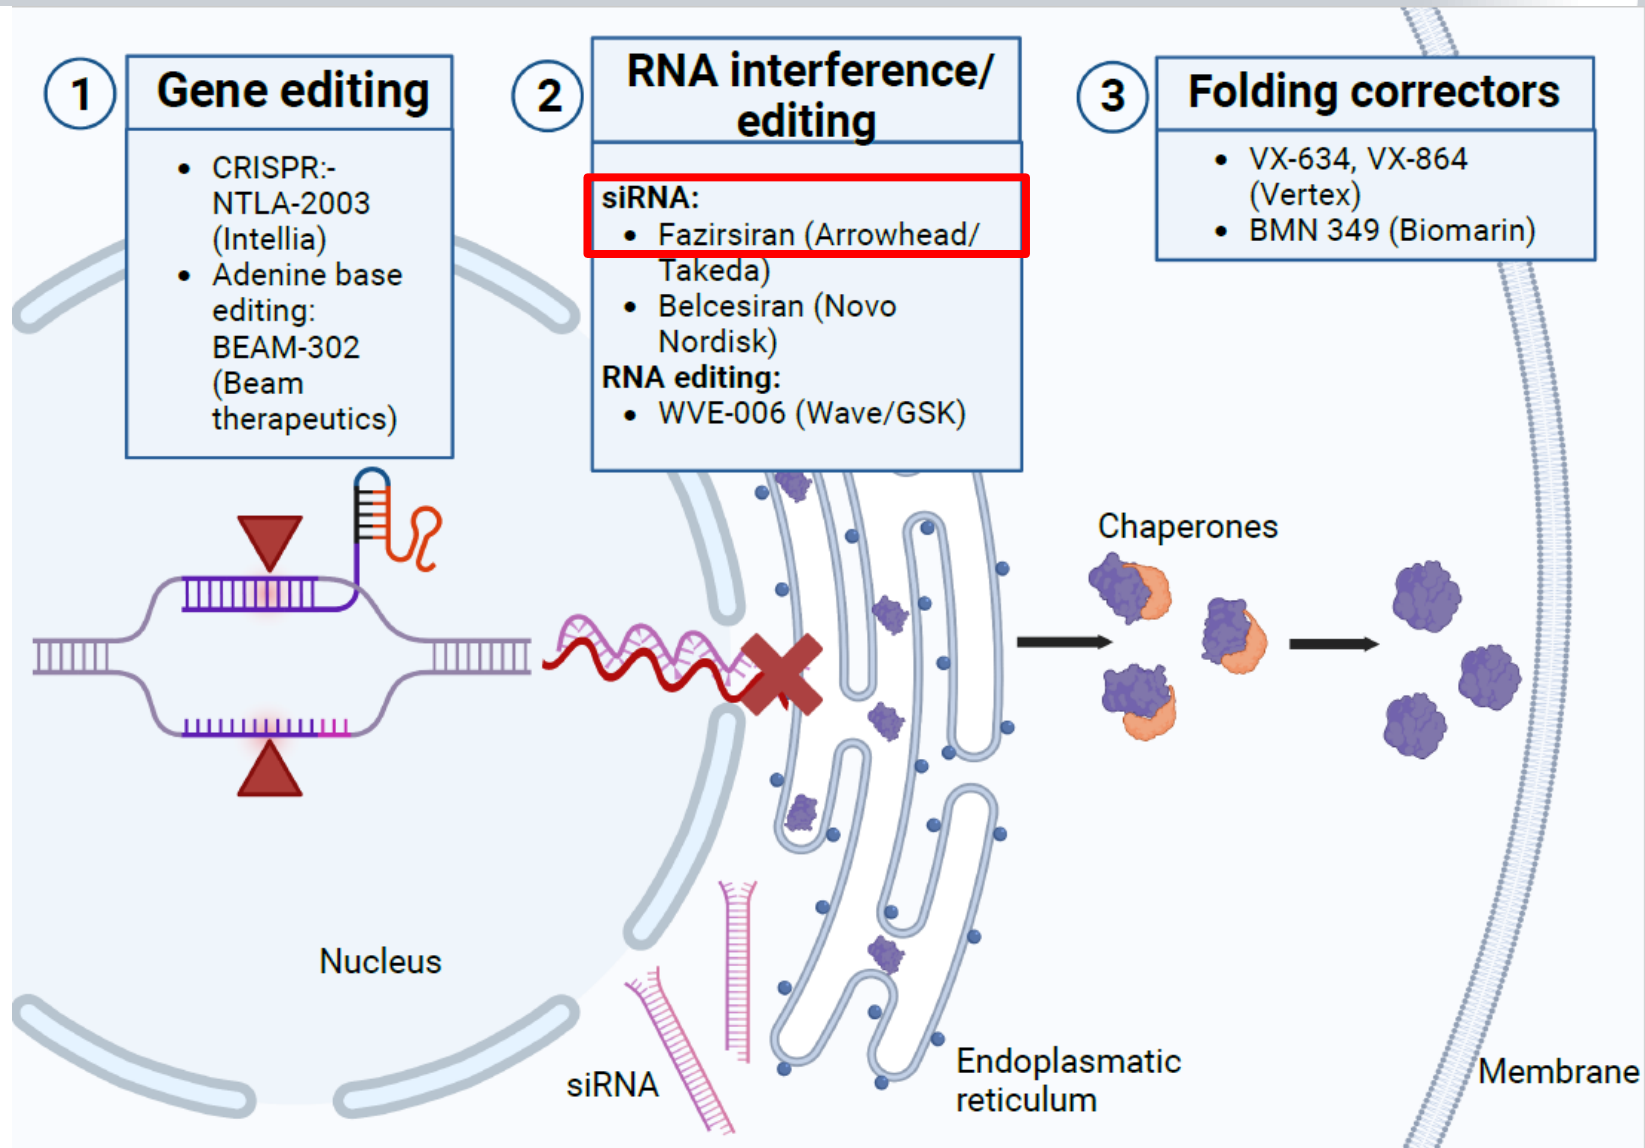 1
Gene editing
• CRISPR:-
NTLA-2003
(Intellia)
• Adenine base
editing:
BEAM-302
(Beam
therapeutics)
2
RNA interference/
editing
siRNA:
• Fazirsiran (Arrowhead/
Takeda)
• Belcesiran (Novo
Nordisk)
RNA editing:
• WVE-006 (Wave/GSK)
3
Folding correctors
• VX-634, VX-864
(Vertex)
• BMN 349 (Biomarin)
Chaperones
Nucleus
siRNA
Endoplasmatic
reticulum
Membrane